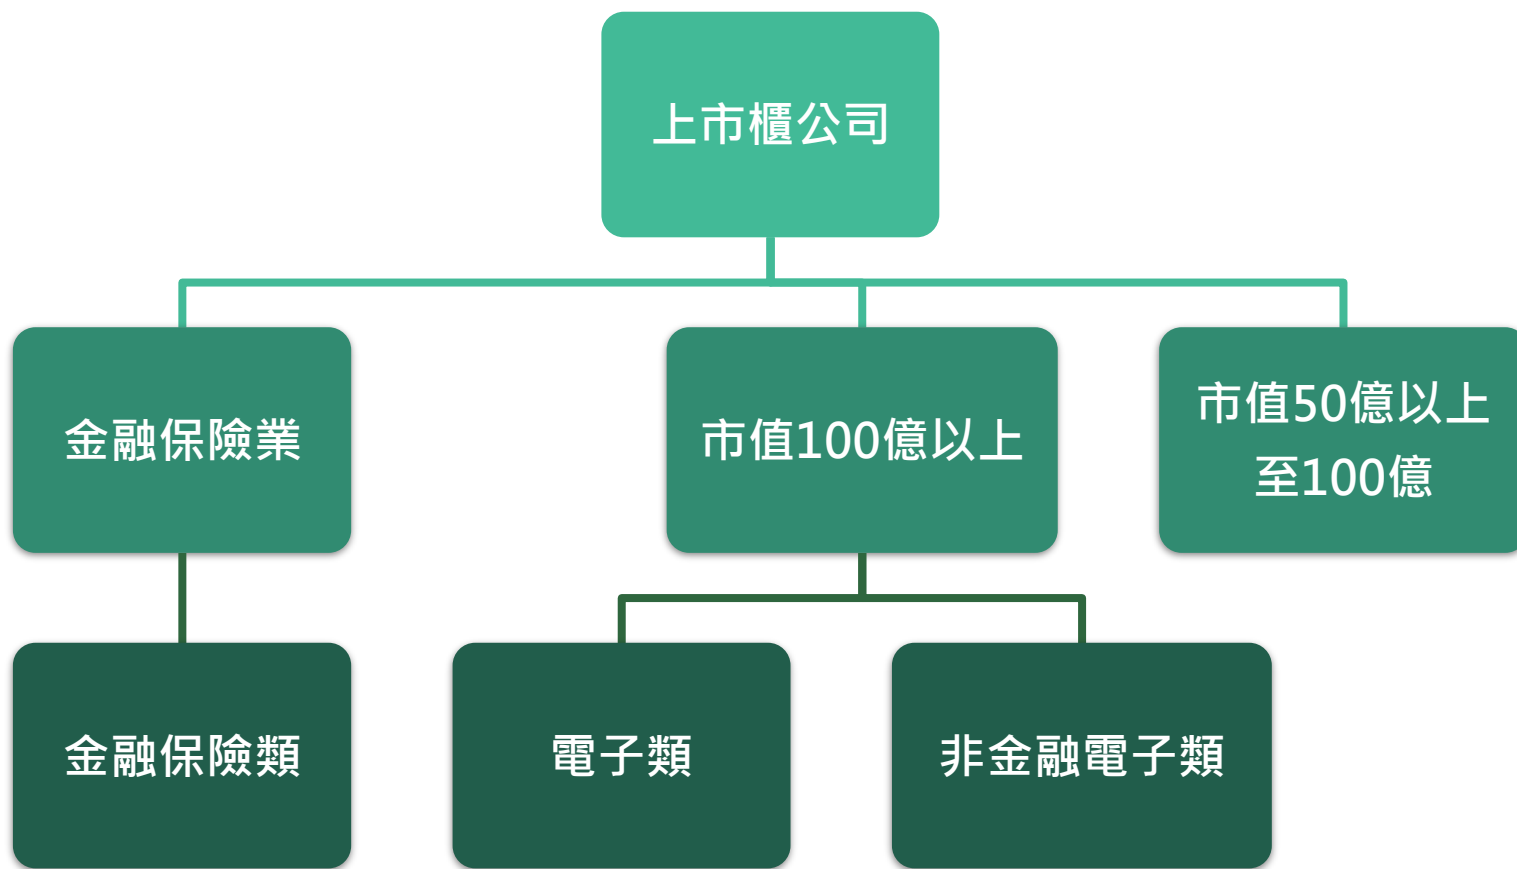 上市櫃公司
金融保險業
市值100億以上
市值50億以上
至100億
金融保險類
電子類
非金融電子類